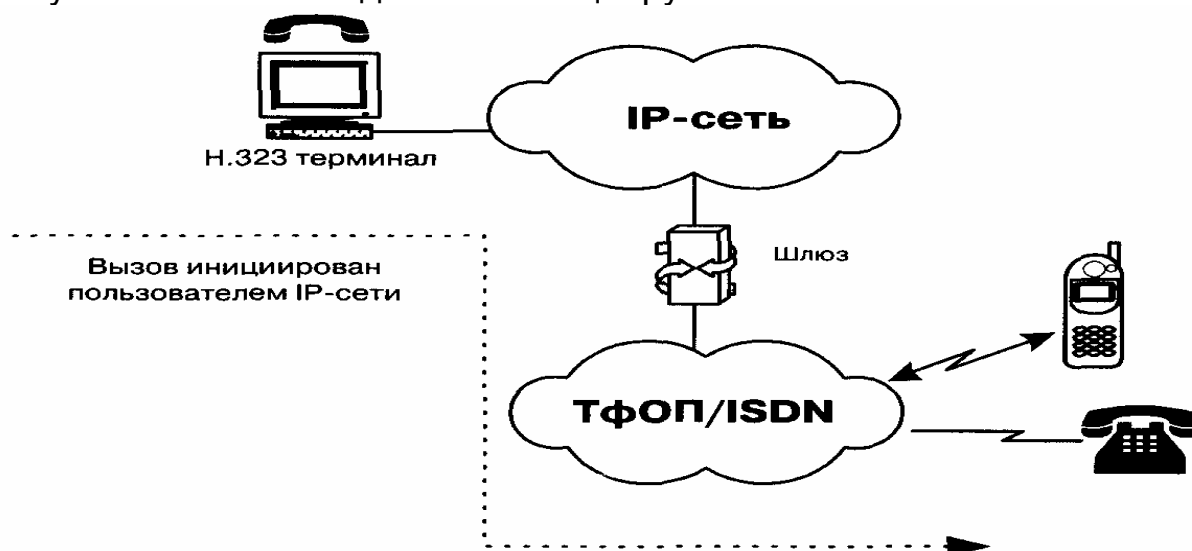 IP-сеть
Н.323 терминал
Шлюз
Вызов инициирован
пользователем IP-сети
ТфОП/ISDN